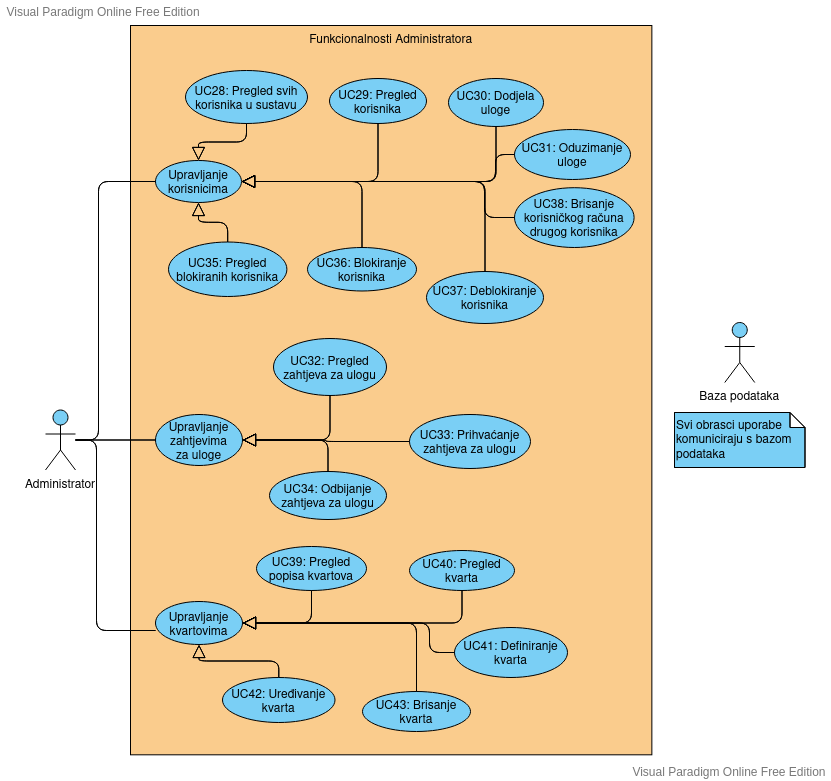 Visual Paradigm Online Free Edition
Funkcionalnosti Administratora
UC28: Pregled svih
korisnika u sustavu
UC29: Pregled
korisnika
UC30: Dodjela
uloge
UC31: Oduzimanje
uloge
Upravljanje
korisnicima
UC38: Brisanje
korisničkog računa
drugog korisnika
UC35: Pregled
blokiranih korisnika
UC36: Blokiranje
korisnika
UC37: Deblokiranje
korisnika
UC32: Pregled
zahtjeva za ulogu
Baza podataka
Svi obrasci uporabe
komuniciraju s bazom
podataka
Upravljanje
zahtjevima
za uloge
UC33: Prihvaćanje
zahtjeva za ulogu
Administrator
UC34: Odbijanje
zahtjeva za ulogu
UC39: Pregled
popisa kvartova
UC40: Pregled
kvarta
Upravljanje
kvartovima
UC41: Definiranje
kvarta
UC42: Uređivanje
kvarta
UC43: Brisanje
kvarta
Visual Paradigm Online Free Edition